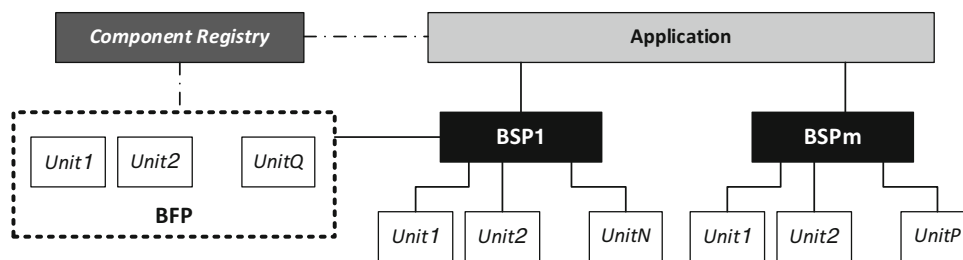 Component Registry
Application
BSP1
BSPm
Unit1
Unit2
UnitQ
BFP
Unit1
Unit2
UnitN
Unit1
Unit2
UnitP